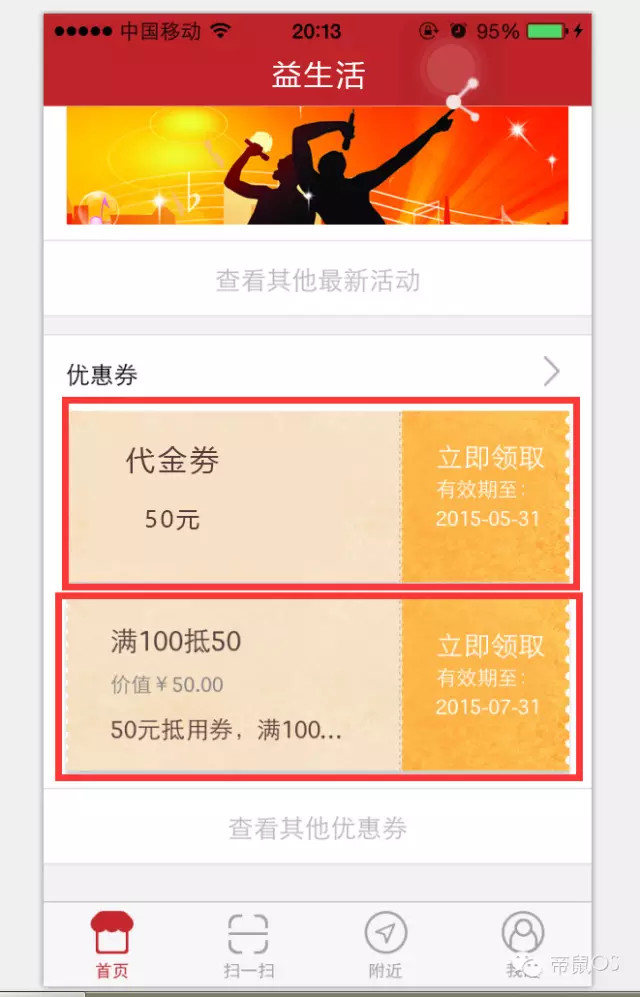 中国移动 20:13 95%
益生活
查看其他最新活动
优惠券
代金劵
50元
立即领取
有效期至:
2015-05-31
满100抵50
价值￥50.00
50元抵用券，满100...
立即领取
有效期至:
2015-07-31
查看其他优惠券
首页 扫一扫 附近
帝鼠OS